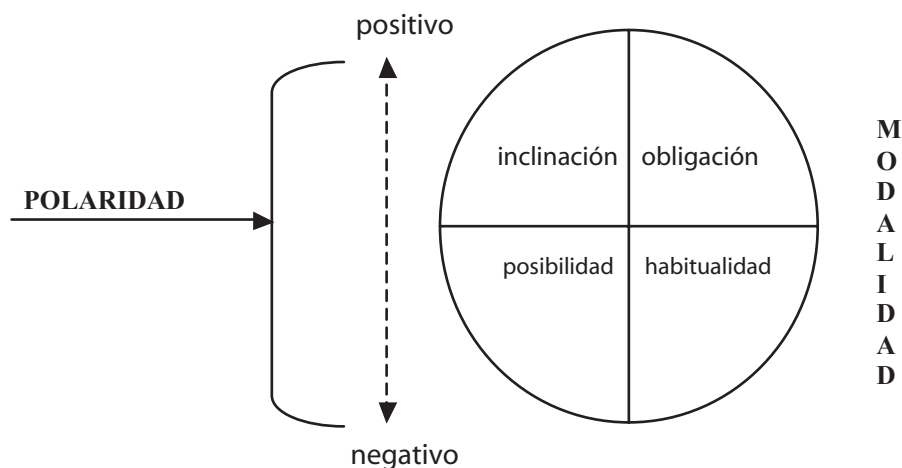 positivo
POLARIDAD
negativo
inclinación
obligación
posibilidad
habitualidad
MODALIDAD